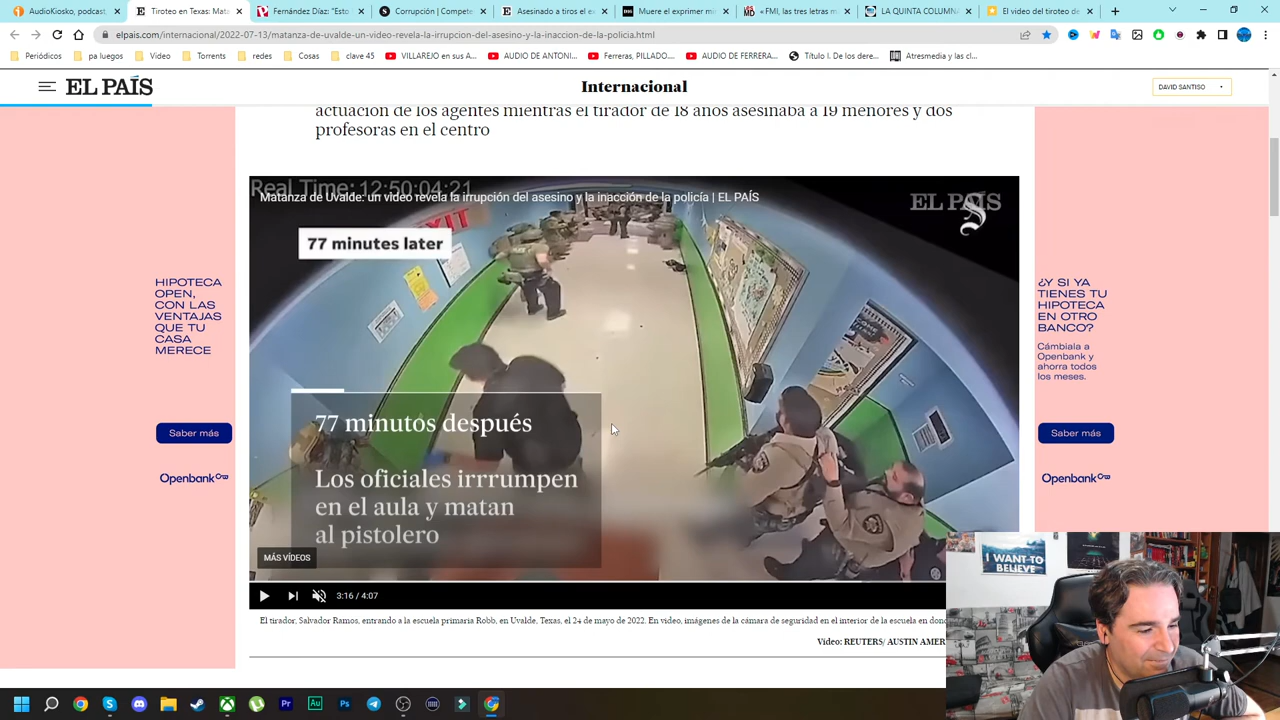 AudioKiosko, podcast
Tiroteo en Texas: Mata
Fernández Díaz: "Esto
Corrupción | Compete
Asesinado a tiros el ex
Muere el exprimer mi
• FMI, las tres letras m
LA QUINTA COLUMNA
El video del tiroteo de
elpais.com/internacional/2022-07-13/matanza-de-uvalde-un-video-revela-la-irrupcion-del-asesino-y-la-inaccion-de-la-policia.html
Periódicos
pa luegos
Vídeo
Torrents
redes
Cosas
clave 45
VILLAREJO en sus A...
AUDIO DE ANTONI...
Ferreras, PILLADO....
AUDIO DE FERRERA...
Título I. De los dere...
Atresmedia y las cl...
EL PAÍS
Internacional
DAVID SANTISO
actuación de los agentes mientras el tirador de 18 años asesinaba a 19 menores y dos
profesoras en el centro
Real Time: 12:50:04:21
Matanza de Uvalde: un video revela la irrupción del asesino y la inacción de la policía | EL PAÍS
EL PAÍS
S
EXIT
77 minutes later
HIPOTECA
OPEN,
CON LAS
VENTAJAS
QUE TU
CASA
MERECE
Saber más
Openbank
¿Y SI YA
TIENES TU
HIPOTECA
EN OTRO
BANCO?
Cámbiala a
Openbank y
ahorra todos
los meses.
Saber más
Openbank
77 minutos después
Los oficiales irrrumpen
en el aula y matan
al pistolero
MÁS VÍDEOS
3:16 / 4:07
El tirador, Salvador Ramos, entrando a la escuela primaria Robb, en Uvalde, Texas, el 24 de mayo de 2022. En vídeo, imágenes de la cámara de seguridad en el interior de la escuela en dond
Vídeo: REUTERS/ AUSTIN AMER
I WANT TO
BELIEVE